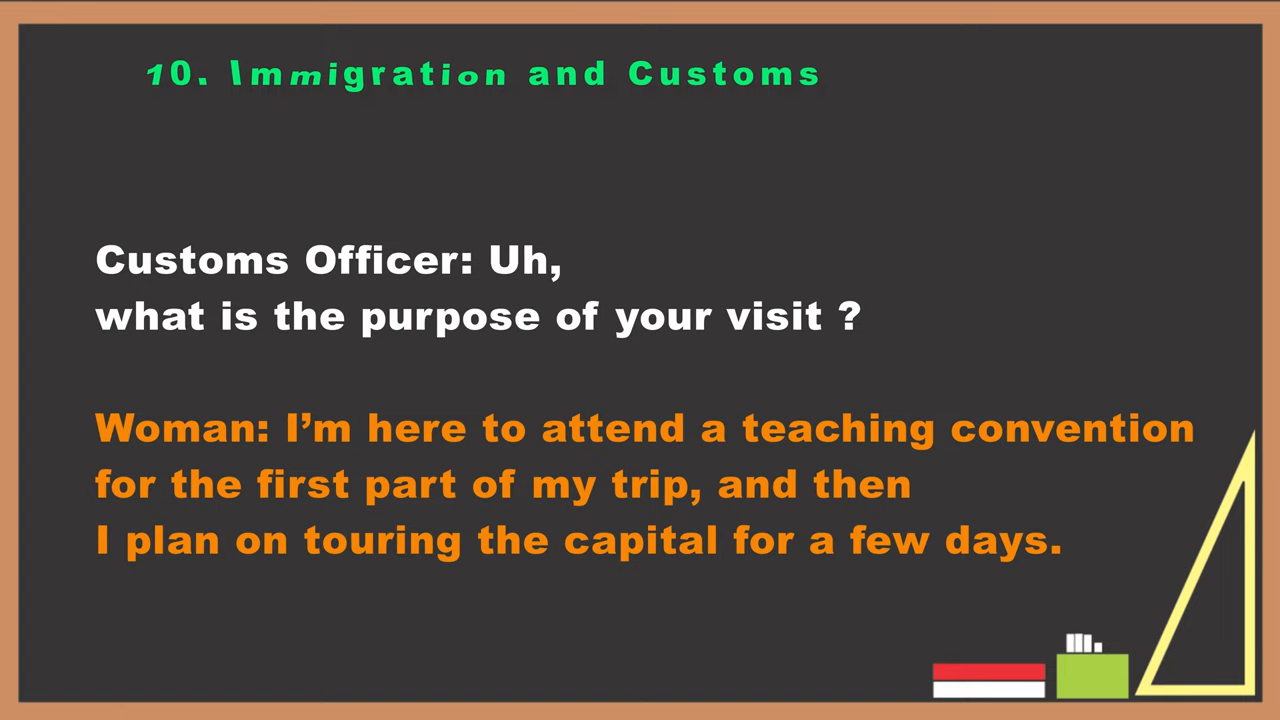 10. Immigration and Customs
Customs Officer: Uh,
what is the purpose of your visit ?
Woman: I’m here to attend a teaching convention
for the first part of my trip, and then
I plan on touring the capital for a few days.